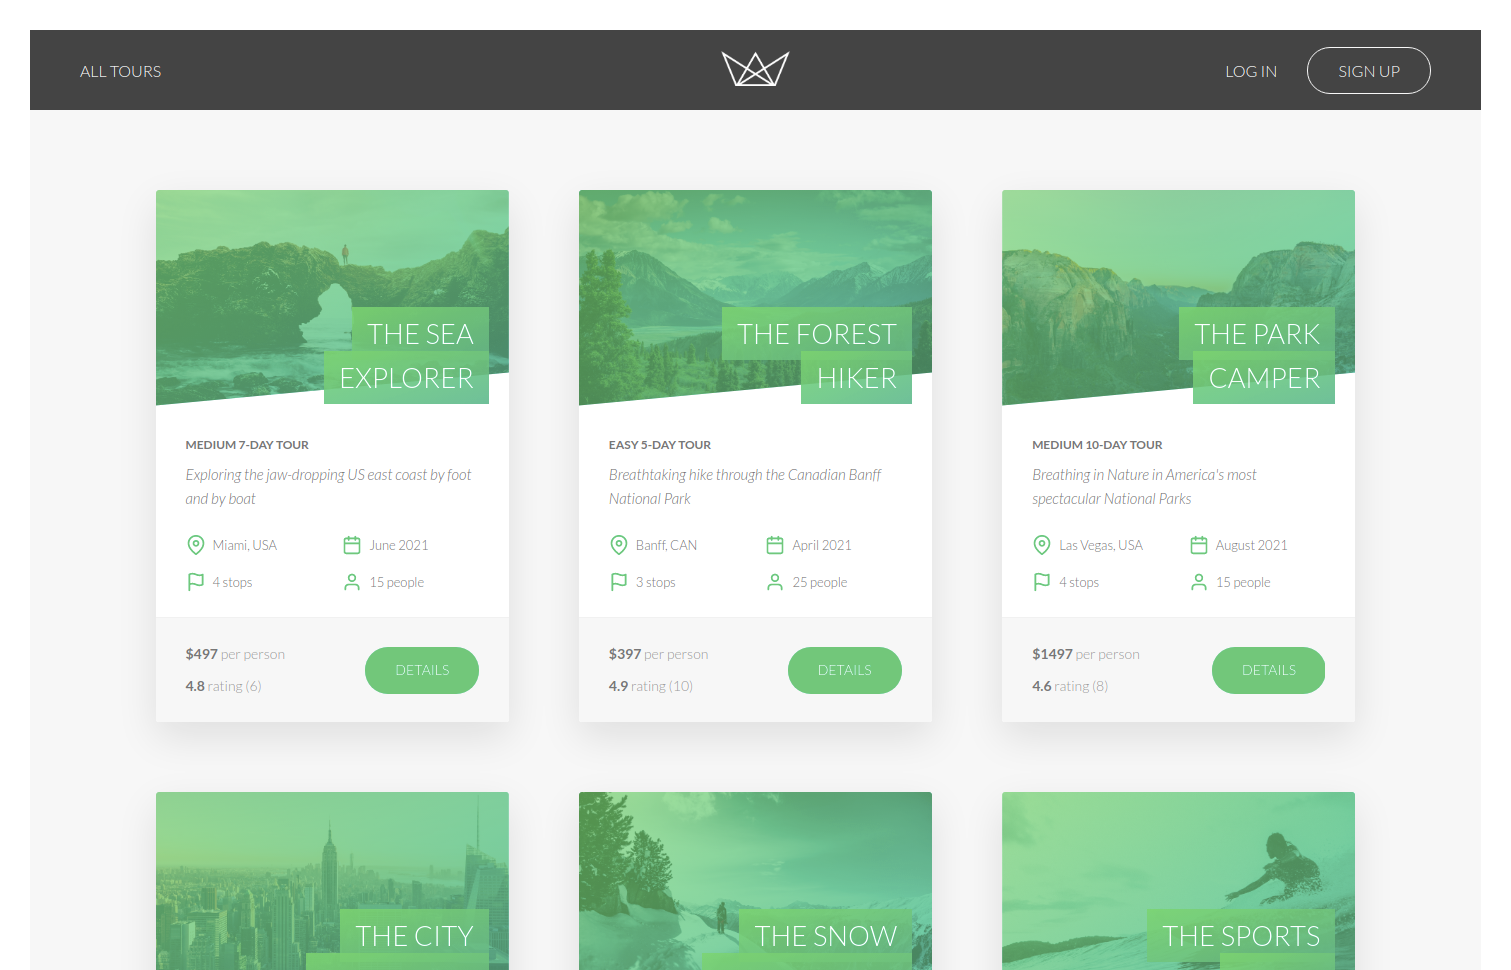 ALL TOURS
LOG IN
SIGN UP
THE SEA
EXPLORER
MEDIUM 7-DAY TOUR
Exploring the jaw-dropping US east coast by foot
and by boat
Miami, USA
June 2021
4 stops
15 people
$497 per person
4.8 rating (6)
DETAILS
THE FOREST
HIKER
EASY 5-DAY TOUR
Breathtaking hike through the Canadian Banff
National Park
Banff, CAN
April 2021
3 stops
25 people
$397 per person
4.9 rating (10)
DETAILS
THE PARK
CAMPER
MEDIUM 10-DAY TOUR
Breathing in Nature in America's most
spectacular National Parks
Las Vegas, USA
August 2021
4 stops
15 people
$1497 per person
4.6 rating (8)
DETAILS
THE CITY
THE SNOW
THE SPORTS